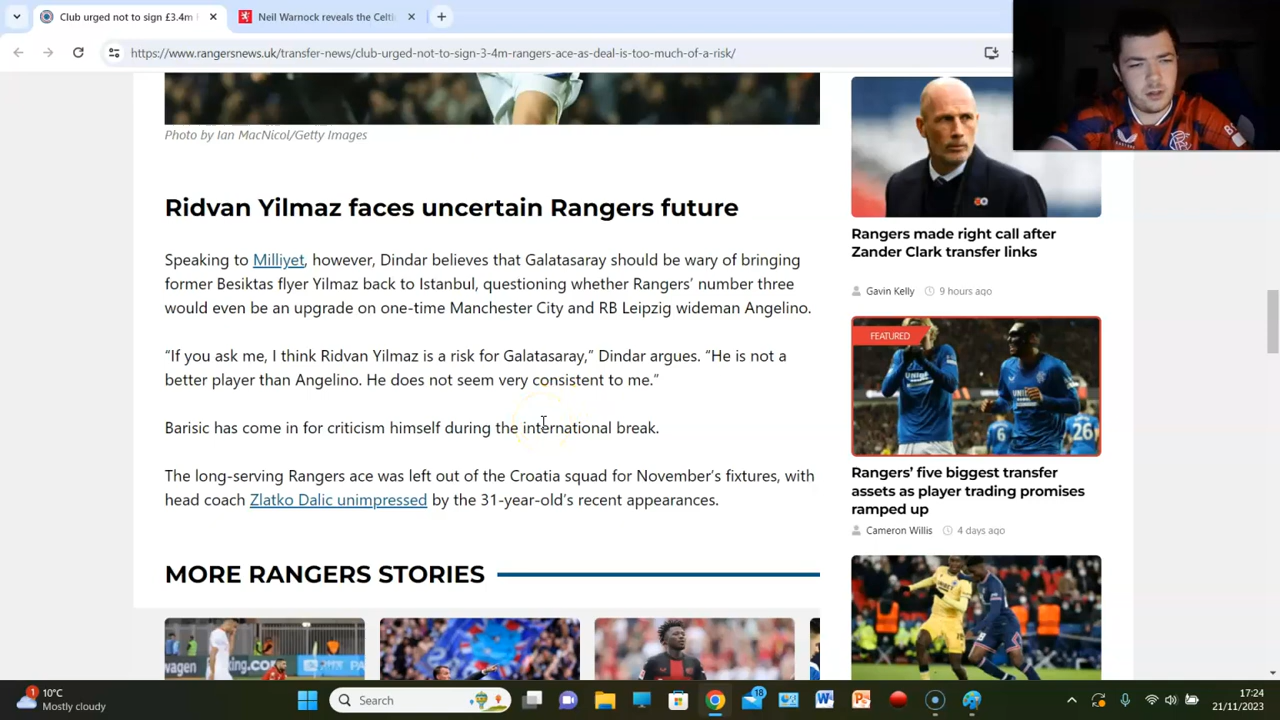 Club urged not to sign £3.4m
Neil Warnock reveals the Celti
https://www.rangersnews.uk/transfer-news/club-urged-not-to-sign-3-4m-rangers-ace-as-deal-is-too-much-of-a-risk/
Photo by Ian MacNicol/Getty Images
Ridvan Yilmaz faces uncertain Rangers future
Speaking to Milliyet, however, Dindar believes that Galatasaray should be wary of bringing
former Besiktas flyer Yilmaz back to Istanbul, questioning whether Rangers’ number three
would even be an upgrade on one-time Manchester City and RB Leipzig wideman Angelino.
“If you ask me, I think Ridvan Yilmaz is a risk for Galatasaray,” Dindar argues. “He is not a
better player than Angelino. He does not seem very consistent to me.”
Barisic has come in for criticism himself during the international break.
The long-serving Rangers ace was left out of the Croatia squad for November’s fixtures, with
head coach Zlatko Dalic unimpressed by the 31-year-old’s recent appearances.
MORE RANGERS STORIES
Rangers made right call after
Zander Clark transfer links
Gavin Kelly 9 hours ago
FEATURED
6 26
Rangers’ five biggest transfer
assets as player trading promises
ramped up
Cameron Willis 4 days ago
1
10°C
Mostly cloudy
Search
18
17:24
21/11/2023